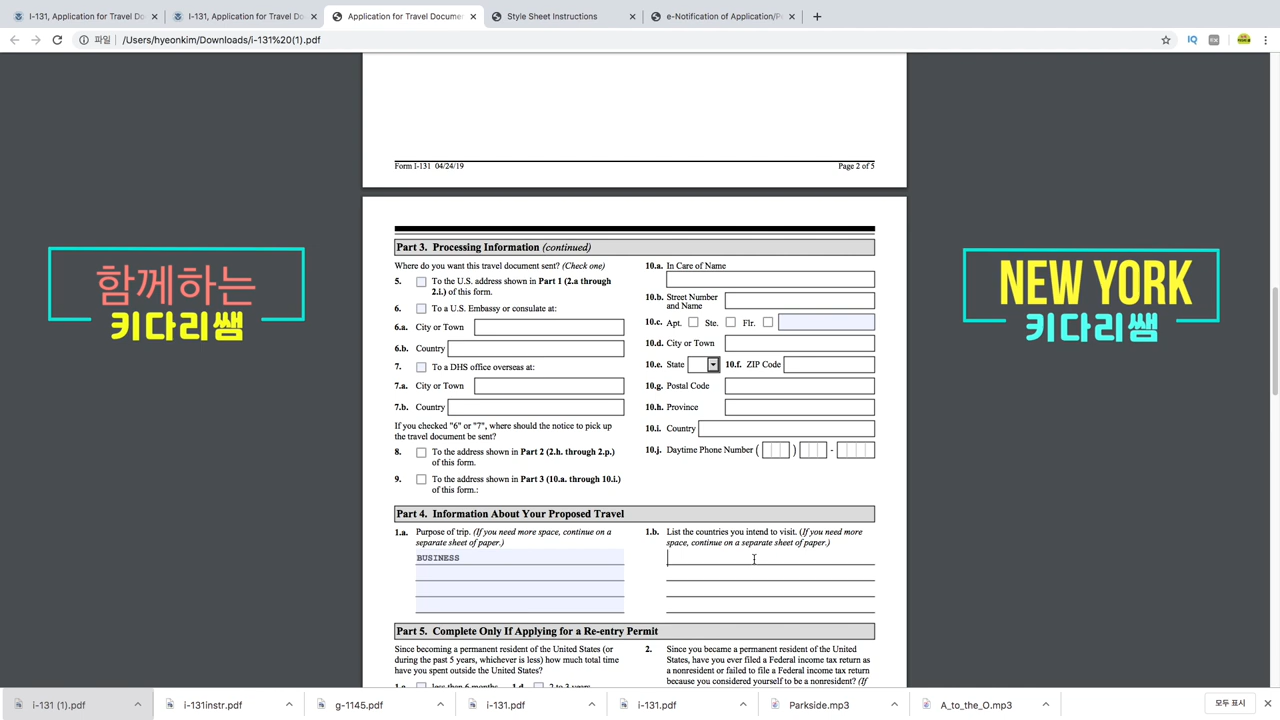 I-131, Application for Travel Do
I-131, Application for Travel Do
Application for Travel Documen
Style Sheet Instructions
e-Notification of Application/P
파일
/Users/hyeonkim/Downloads/i-131%20(1).pdf
Form I-131 04/24/19
Page 2 of 5
함께하는
키다리쌤
NEW YORK
키다리쌤
Part 3. Processing Information (continued)
Where do you want this travel document sent? (Check one)
5. To the U.S. address shown in Part 1 (2.a through
2.i.) of this form.
6. To a U.S. Embassy or consulate at:
6.a. City or Town
6.b. Country
7. To a DHS office overseas at:
7.a. City or Town
7.b. Country
If you checked "6" or "7", where should the notice to pick up
the travel document be sent?
8. To the address shown in Part 2 (2.h. through 2.p.)
of this form.
9. To the address shown in Part 3 (10.a. through 10.i.)
of this form.:
10.a. In Care of Name
10.b. Street Number
and Name
10.c. Apt. Ste. Flr.
10.d. City or Town
10.e. State 10.f. ZIP Code
10.g. Postal Code
10.h. Province
10.i. Country
10.j. Daytime Phone Number ( ) -
Part 4. Information About Your Proposed Travel
1.a. Purpose of trip. (If you need more space, continue on a
separate sheet of paper.)
BUSINESS
1.b. List the countries you intend to visit. (If you need more
space, continue on a separate sheet of paper.)
Part 5. Complete Only If Applying for a Re-entry Permit
Since becoming a permanent resident of the United States (or
during the past 5 years, whichever is less) how much total time
have you spent outside the United States?
1.a. less than 6 months 1.d. 2 to 3 years
2. Since you became a permanent resident of the United
States, have you ever filed a Federal income tax return as
a nonresident or failed to file a Federal income tax return
because you considered yourself to be a nonresident? (If
i-131 (1).pdf
i-131instr.pdf
g-1145.pdf
i-131.pdf
i-131.pdf
Parkside.mp3
A_to_the_O.mp3
모두 표시